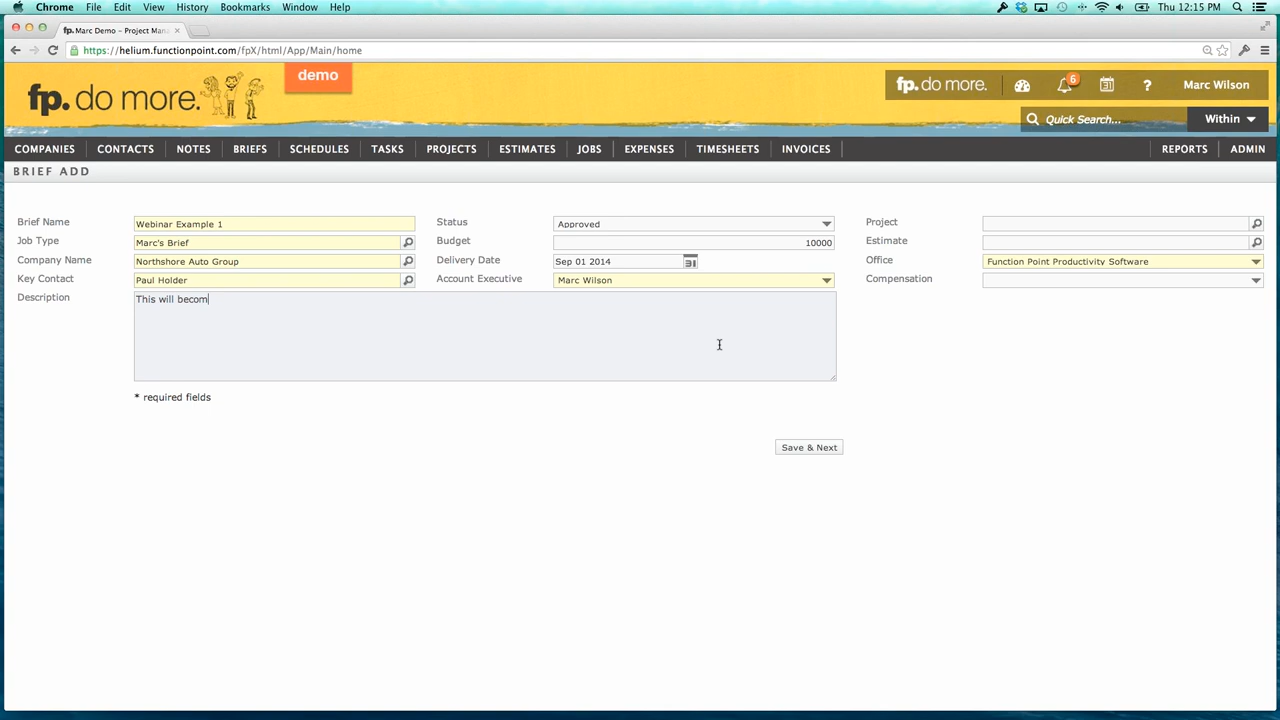 Chrome File Edit View History Bookmarks Window Help Thu 12:15 PM
fp. Marc Demo – Project Mana
https://helium.functionpoint.com/fpX/html/App/Main/home
fp. do more.
demo
fp. do more. 6 31 ? Marc Wilson
Quick Search... Within
COMPANIES CONTACTS NOTES BRIEFS SCHEDULES TASKS PROJECTS ESTIMATES JOBS EXPENSES TIMESHEETS INVOICES REPORTS ADMIN
BRIEF ADD
Brief Name Webinar Example 1 Status Approved Project
Job Type Marc's Brief Budget 10000 Estimate
Company Name Northshore Auto Group Delivery Date Sep 01 2014 31 Office Function Point Productivity Software
Key Contact Paul Holder Account Executive Marc Wilson Compensation
Description This will becom
* required fields
Save & Next